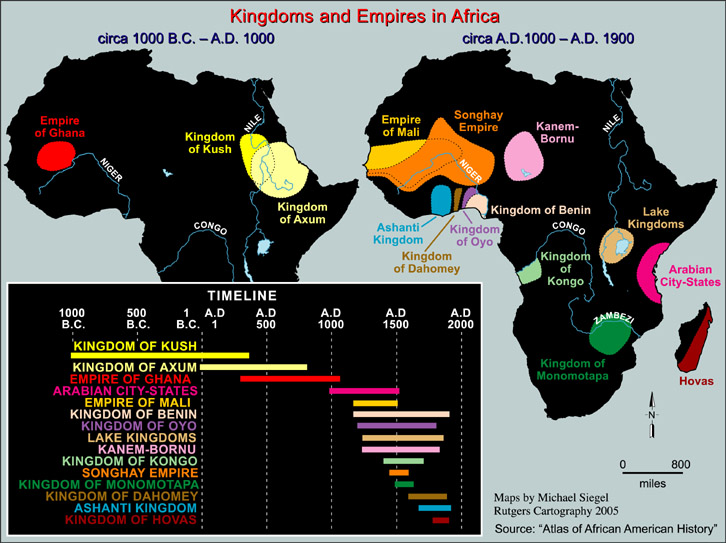 Kingdoms and Empires in Africa
circa 1000 B.C. – A.D. 1000
circa A.D.1000 – A.D. 1900
Empire
of Ghana
NIGER
NILE
Kingdom
of Kush
Kingdom
of Axum
CONGO
Empire
of Mali
Songhay
Empire
Kanem-
Bornu
NILE
NIGER
Ashanti
Kingdom
Kingdom
of Dahomey
Kingdom
of Oyo
Kingdom of Benin
CONGO
Lake
Kingdoms
Kingdom
of
Kongo
Arabian
City-States
ZAMBEZI
Kingdom of
Monomotapa
Hovas
N
0 800
miles
TIMELINE
1000 500 1 A.D A.D A.D A.D A.D
B.C. B.C. B.C. 1 500 1000 1500 2000
KINGDOM OF KUSH
KINGDOM OF AXUM
EMPIRE OF GHANA
ARABIAN CITY-STATES
EMPIRE OF MALI
KINGDOM OF BENIN
KINGDOM OF OYO
LAKE KINGDOMS
KANEM-BORNU
KINGDOM OF KONGO
SONGHAY EMPIRE
KINGDOM OF MONOMOTAPA
KINGDOM OF DAHOMEY
ASHANTI KINGDOM
KINGDOM OF HOVAS
Maps by Michael Siegel
Rutgers Cartography 2005
Source: “Atlas of African American History”